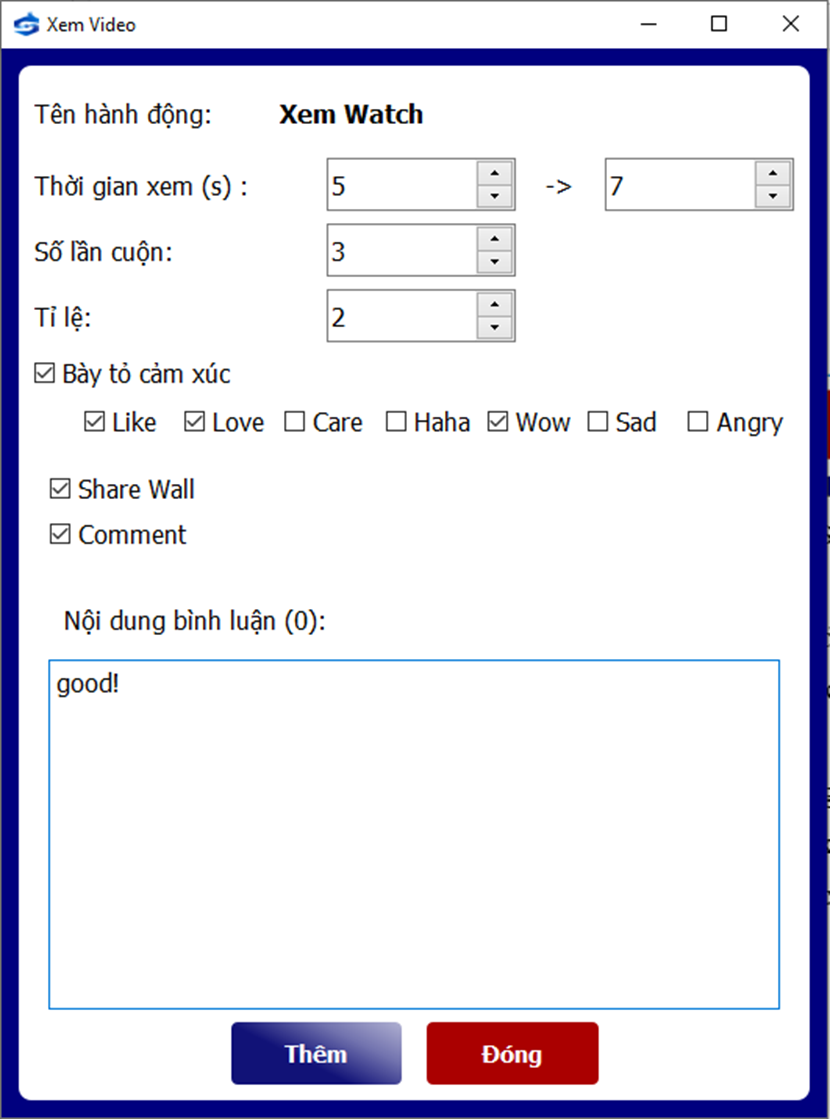 Xem Video
Tên hành động: Xem Watch
Thời gian xem (s) : 5 -> 7
Số lần cuộn: 3
Tỉ lệ: 2
Bày tỏ cảm xúc
Like Love Care Haha Wow Sad Angry
Share Wall
Comment
Nội dung bình luận (0):
good!
Thêm Đóng